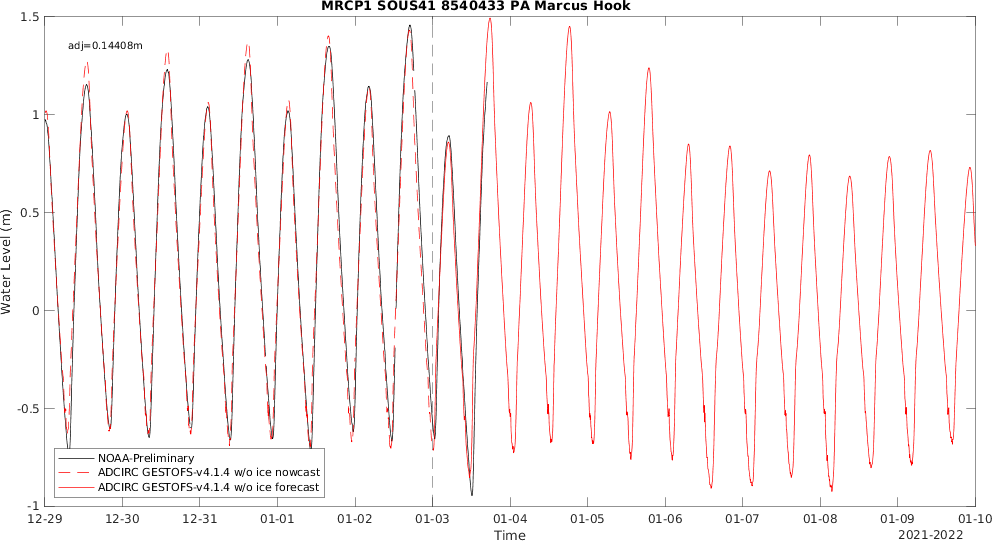 MRCP1 SOUS41 8540433 PA Marcus Hook
adj=0.14408m
Water Level (m)
1.5
1
0.5
0
-0.5
-1
NOAA-Preliminary
ADCIRC GESTOFS-v4.1.4 w/o ice nowcast
ADCIRC GESTOFS-v4.1.4 w/o ice forecast
12-29 12-30 12-31 01-01 01-02 01-03 01-04 01-05 01-06 01-07 01-08 01-09 01-10
Time
2021-2022